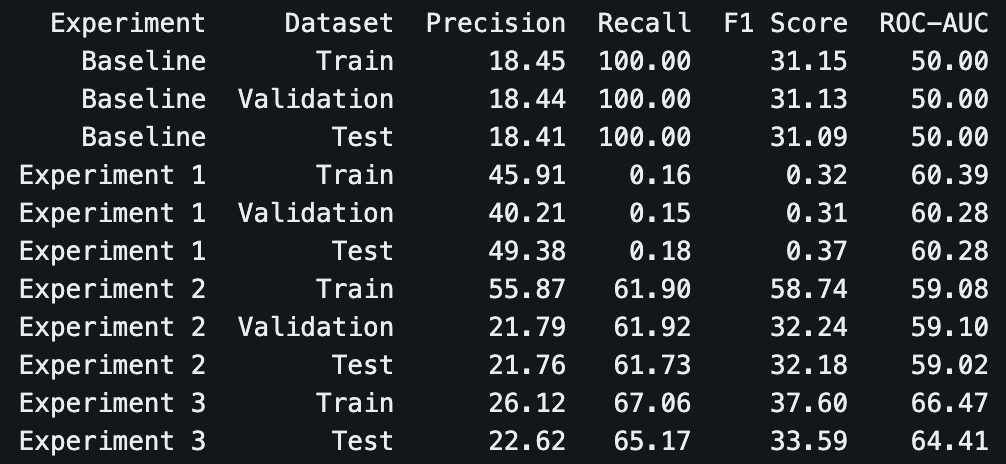 Experiment Dataset Precision Recall F1 Score ROC-AUC
Baseline Train 18.45 100.00 31.15 50.00
Baseline Validation 18.44 100.00 31.13 50.00
Baseline Test 18.41 100.00 31.09 50.00
Experiment 1 Train 45.91 0.16 0.32 60.39
Experiment 1 Validation 40.21 0.15 0.31 60.28
Experiment 1 Test 49.38 0.18 0.37 60.28
Experiment 2 Train 55.87 61.90 58.74 59.08
Experiment 2 Validation 21.79 61.92 32.24 59.10
Experiment 2 Test 21.76 61.73 32.18 59.02
Experiment 3 Train 26.12 67.06 37.60 66.47
Experiment 3 Test 22.62 65.17 33.59 64.41